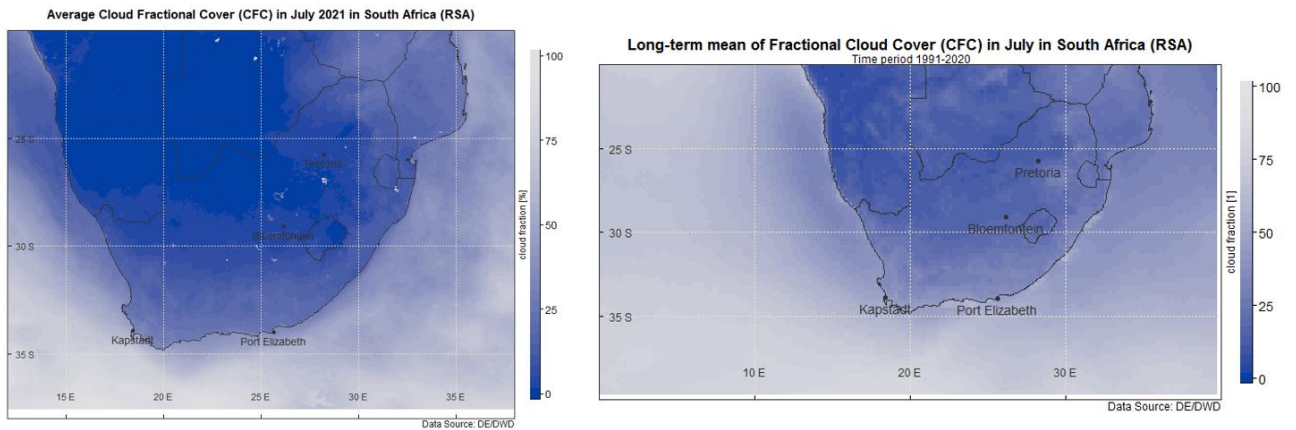 Average Cloud Fractional Cover (CFC) in July 2021 in South Africa (RSA)
25 S
30 S
35 S
Pretoria
Bloemfontein
Kapstadt
Port Elizabeth
15 E
20 E
25 E
30 E
35 E
100
75
50
25
0
cloud fraction [%]
Data Source: DE/DWD
Long-term mean of Fractional Cloud Cover (CFC) in July in South Africa (RSA)
Time period 1991-2020
25 S
30 S
35 S
Pretoria
Bloemfontein
Kapstadt
Port Elizabeth
10 E
20 E
30 E
100
75
50
25
0
cloud fraction [1]
Data Source: DE/DWD